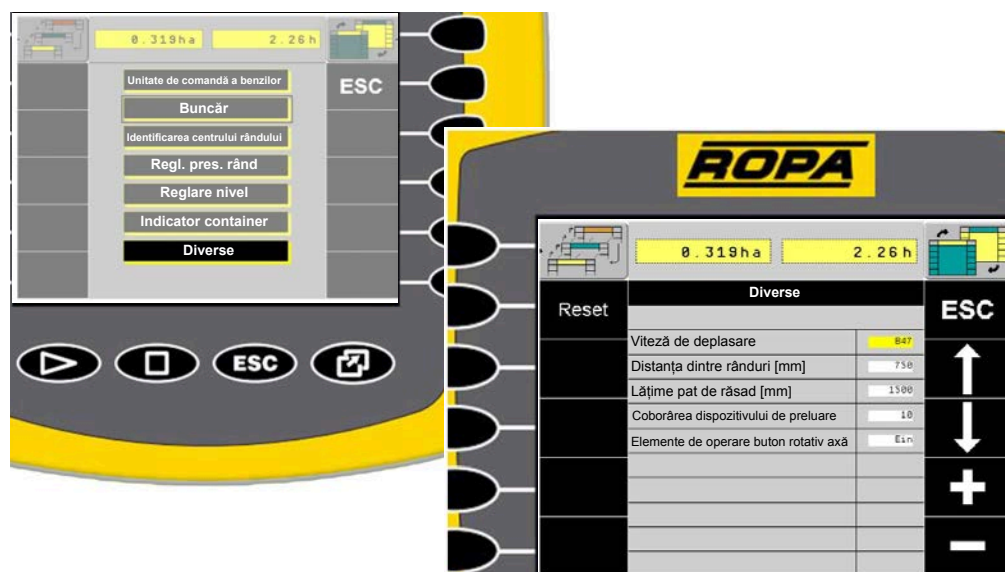 0.319ha 2.26h
Unitate de comandă a benzilor
ESC
Buncăr
Identificarea centrului rândului
Regl. pres. rând
Reglare nivel
Indicator container
Diverse
ESC
ROPA
0.319ha 2.26h
Diverse
Reset
ESC
Viteză de deplasare B47
Distanța dintre rânduri [mm] 750
Lățime pat de răsad [mm] 1500
Coborârea dispozitivului de preluare 10
Elemente de operare buton rotativ axă Ein